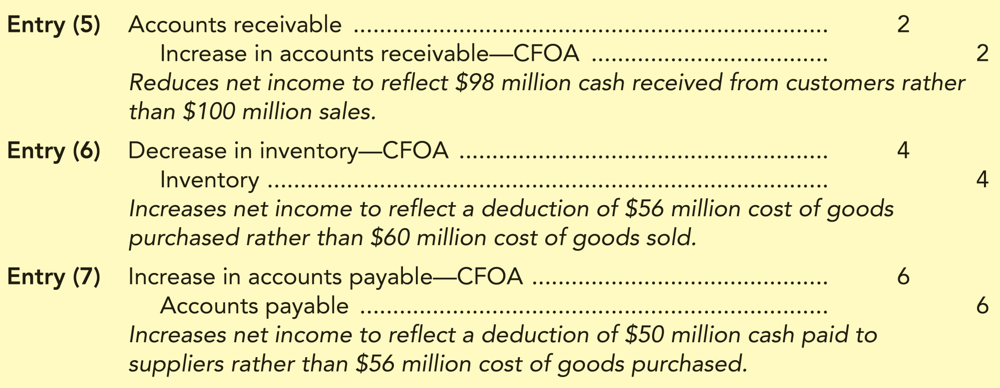 Entry (5) Accounts receivable ........................................................................ 2
Increase in accounts receivable—CFOA .................................... 2
Reduces net income to reflect $98 million cash received from customers rather
than $100 million sales.
Entry (6) Decrease in inventory—CFOA ........................................................ 4
Inventory ..................................................................................... 4
Increases net income to reflect a deduction of $56 million cost of goods
purchased rather than $60 million cost of goods sold.
Entry (7) Increase in accounts payable—CFOA ............................................. 6
Accounts payable ....................................................................... 6
Increases net income to reflect a deduction of $50 million cash paid to
suppliers rather than $56 million cost of goods purchased.